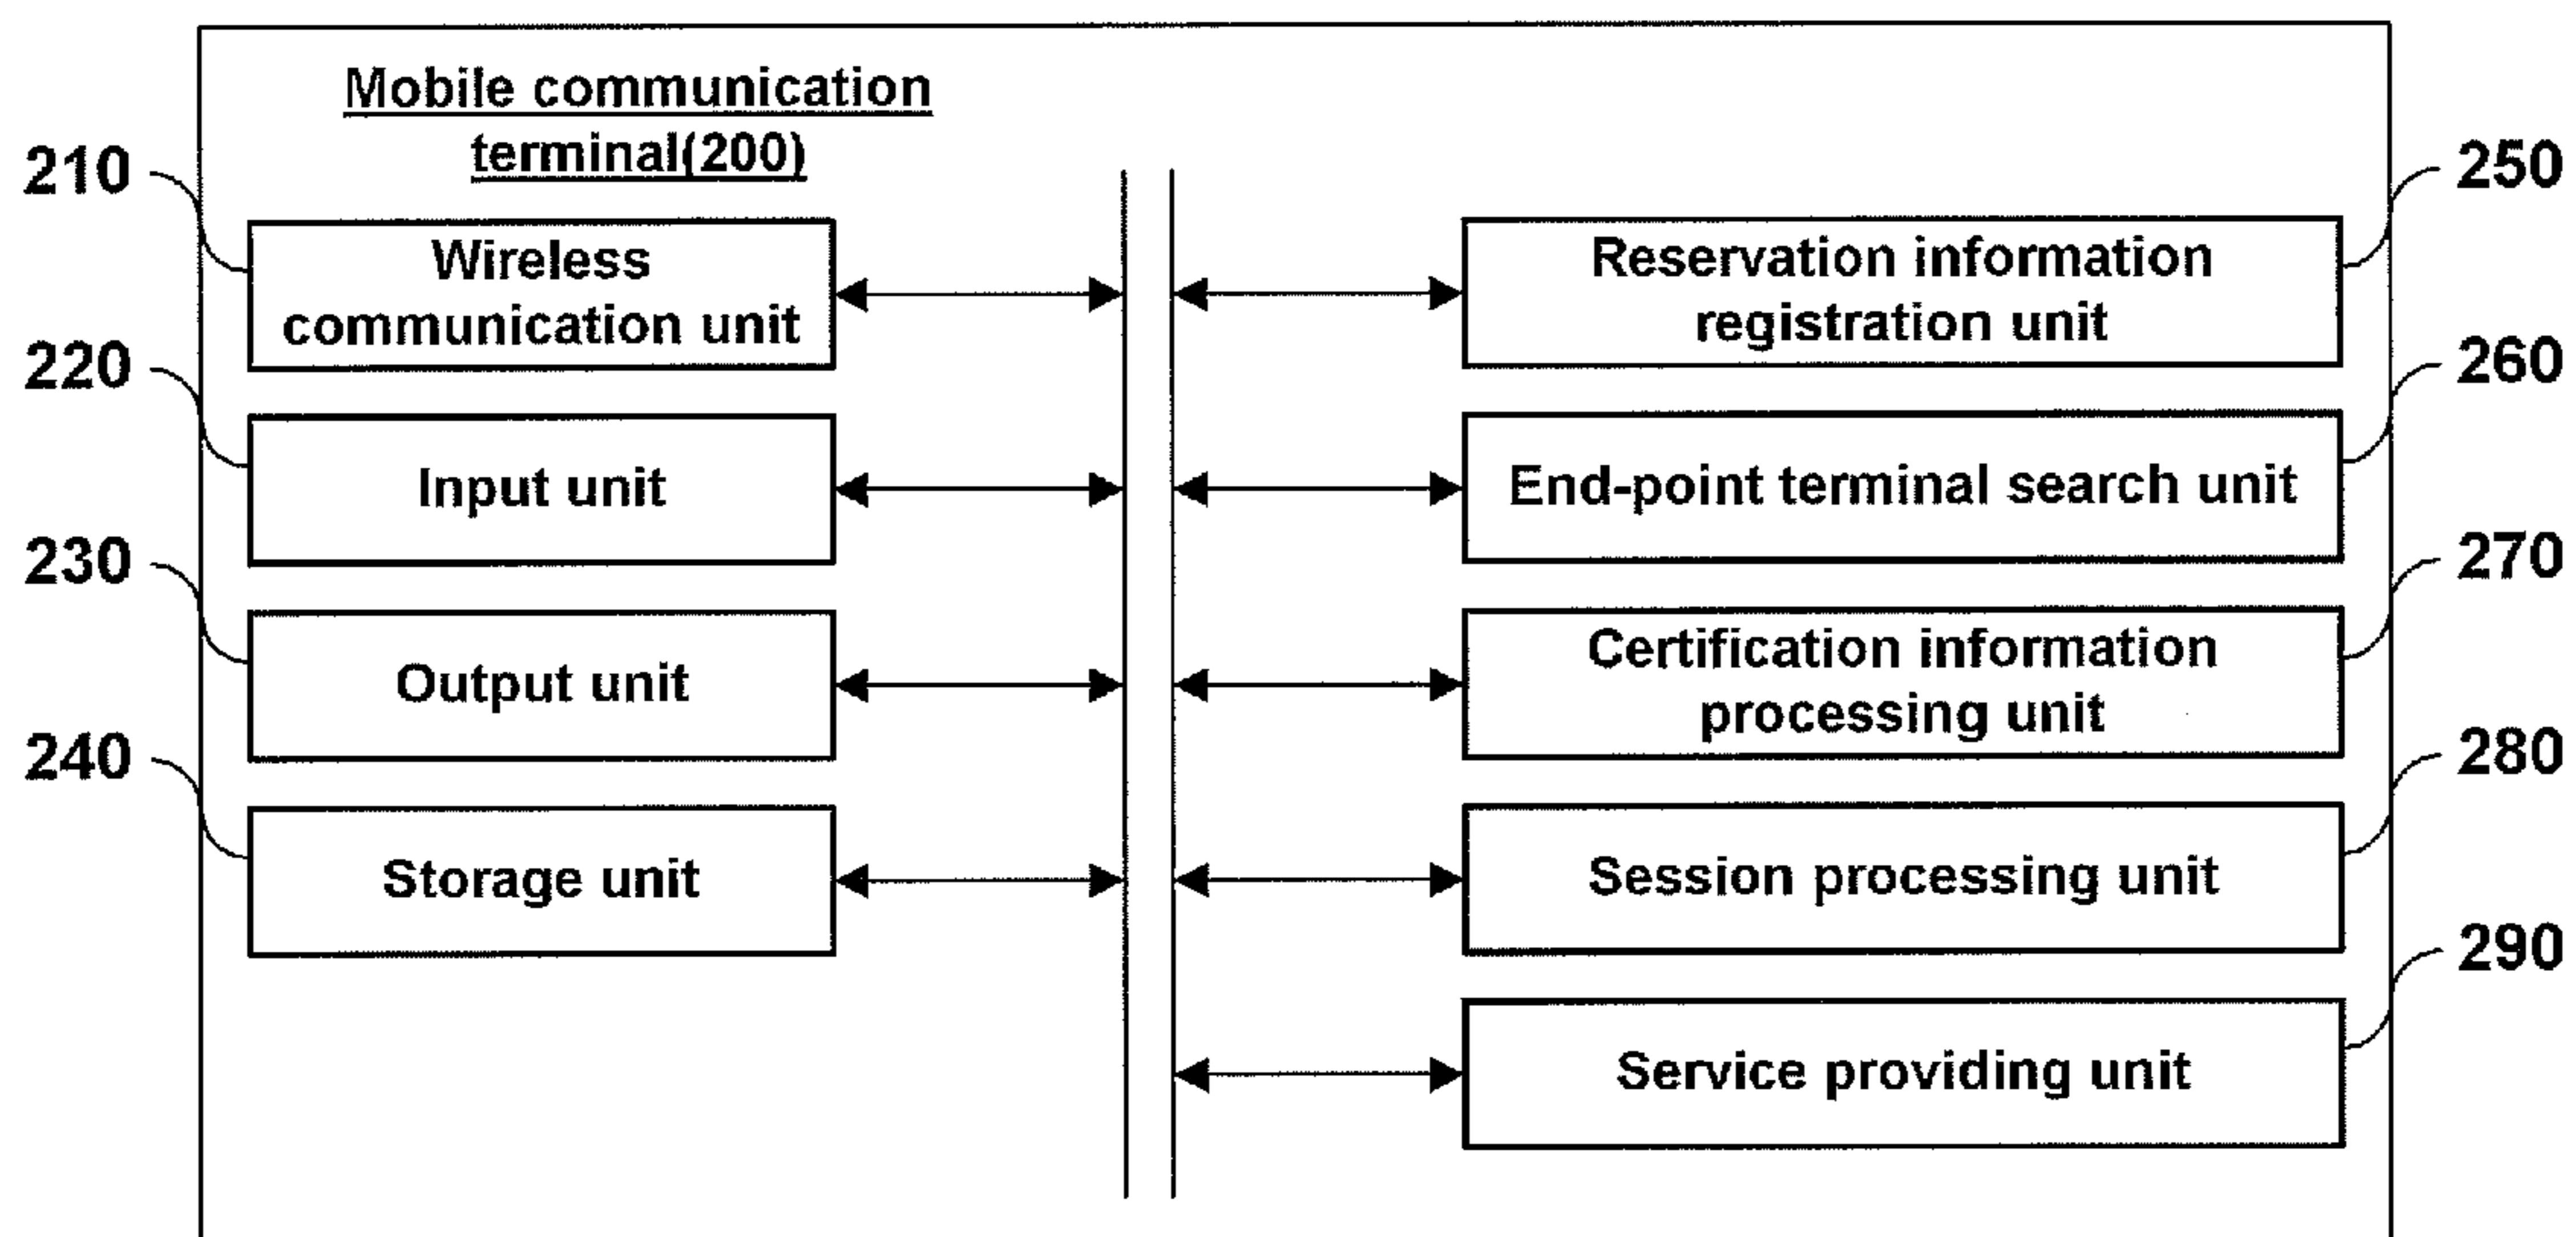 Mobile communication
terminal(200)
210
Wireless
communication unit
220
Input unit
230
Output unit
240
Storage unit
250
Reservation information
registration unit
260
End-point terminal search unit
270
Certification information
processing unit
280
Session processing unit
290
Service providing unit